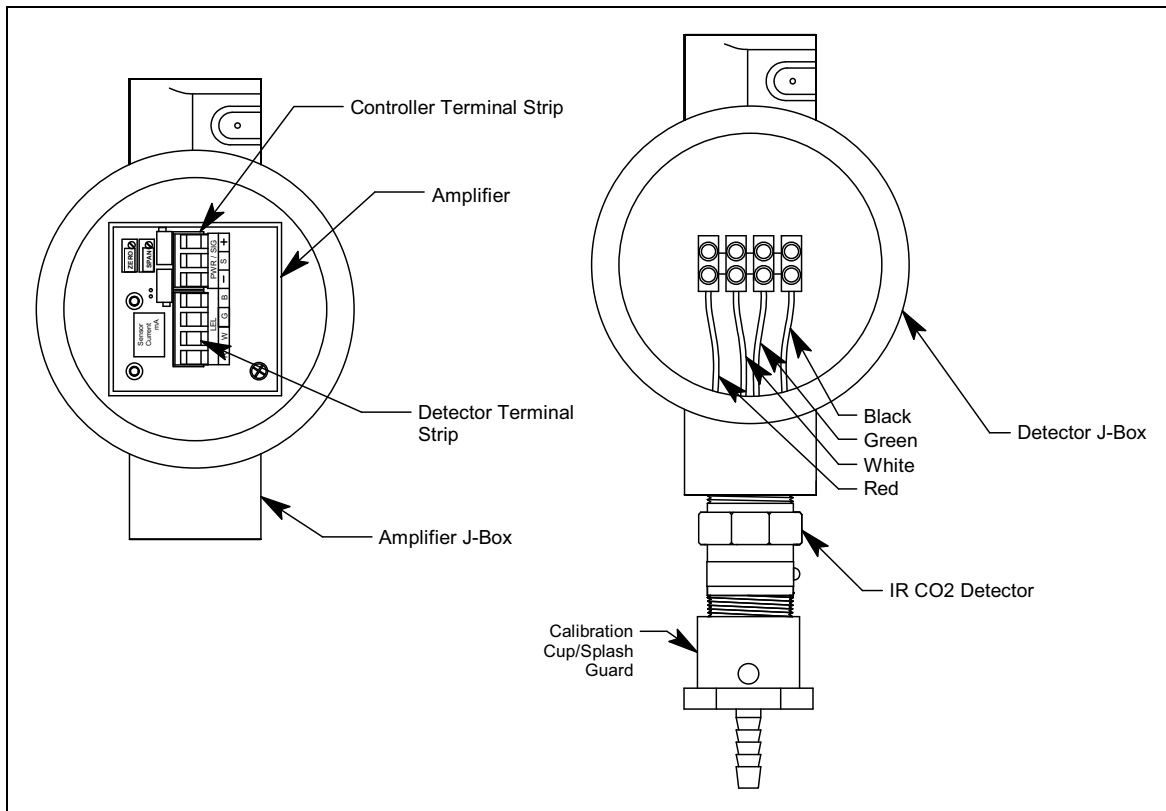 Controller Terminal Strip
Amplifier
ZERO
SPAN
PWR / SIG
+
S
−
B
G
W
LEL
Sensor
Current
mA
Detector Terminal
Strip
Amplifier J-Box
Black
Green
White
Red
Detector J-Box
IR CO2 Detector
Calibration
Cup/Splash
Guard